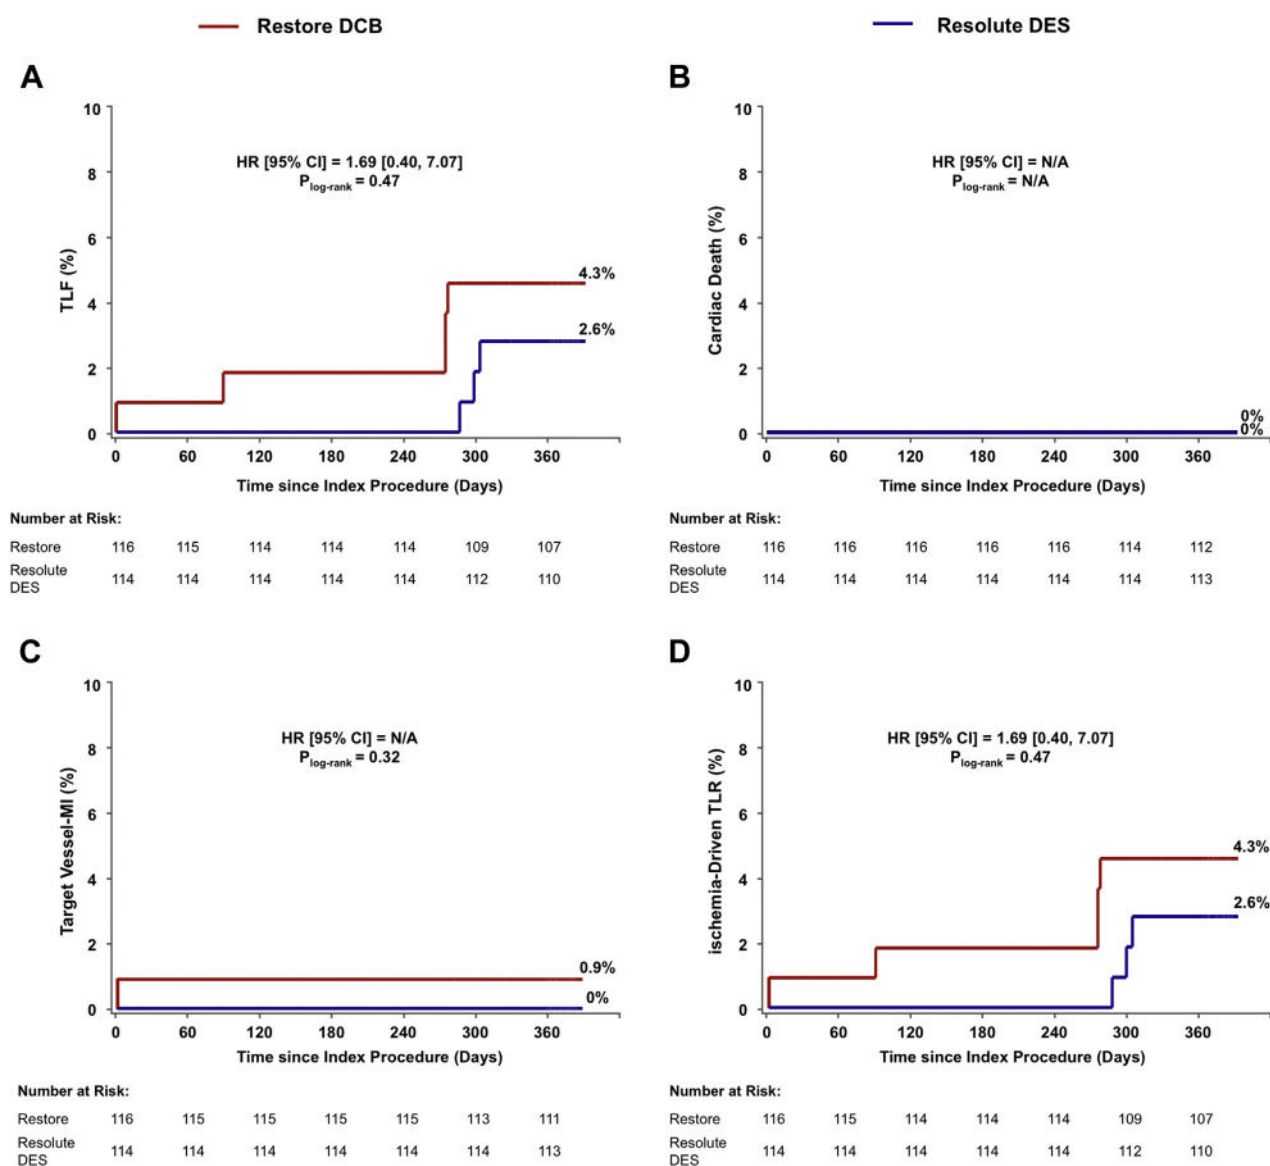 Restore DCB
Resolute DES
A
10
8
6
4
2
0
TLF (%)
HR [95% CI] = 1.69 [0.40, 7.07]
Plog-rank = 0.47
4.3%
2.6%
0 60 120 180 240 300 360
Time since Index Procedure (Days)
Number at Risk:
Restore 116 115 114 114 114 109 107
Resolute
DES 114 114 114 114 114 112 110
B
10
8
6
4
2
0
Cardiac Death (%)
HR [95% CI] = N/A
Plog-rank = N/A
0%
0%
0 60 120 180 240 300 360
Time since Index Procedure (Days)
Number at Risk:
Restore 116 116 116 116 116 114 112
Resolute
DES 114 114 114 114 114 114 113
C
10
8
6
4
2
0
Target Vessel-MI (%)
HR [95% CI] = N/A
Plog-rank = 0.32
0.9%
0%
0 60 120 180 240 300 360
Time since Index Procedure (Days)
Number at Risk:
Restore 116 115 115 115 115 113 111
Resolute
DES 114 114 114 114 114 114 113
D
10
8
6
4
2
0
ischemia-Driven TLR (%)
HR [95% CI] = 1.69 [0.40, 7.07]
Plog-rank = 0.47
4.3%
2.6%
0 60 120 180 240 300 360
Time since Index Procedure (Days)
Number at Risk:
Restore 116 115 114 114 114 109 107
Resolute
DES 114 114 114 114 114 112 110